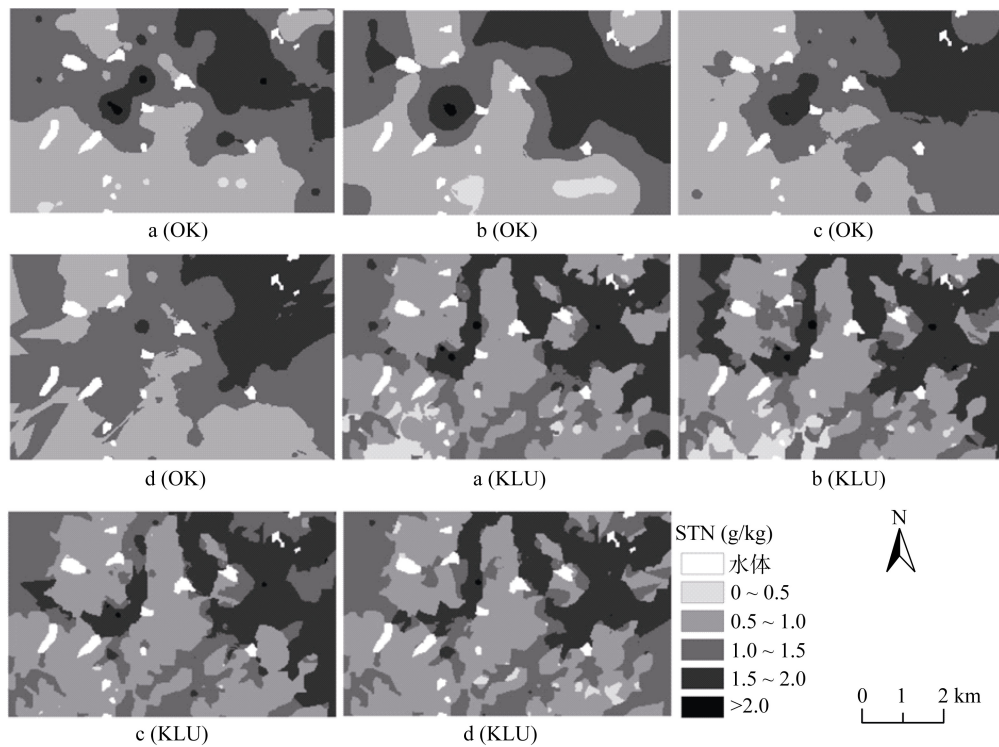 a (OK)
b (OK)
c (OK)
d (OK)
a (KLU)
b (KLU)
c (KLU)
d (KLU)
STN (g/kg)
水体
0 ~ 0.5
0.5 ~ 1.0
1.0 ~ 1.5
1.5 ~ 2.0
>2.0
N
0 1 2 km